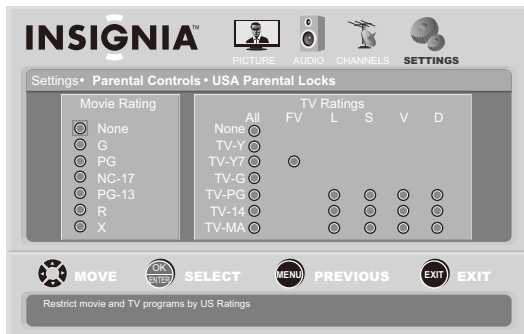 INSIGNIA™
PICTURE AUDIO CHANNELS SETTINGS
Settings• Parental Controls • USA Parental Locks
Movie Rating
None
G
PG
NC-17
PG-13
R
X
TV Ratings
All FV L S V D
None
TV-Y
TV-Y7
TV-G
TV-PG
TV-14
TV-MA
MOVE OK ENTER SELECT MENU PREVIOUS EXIT EXIT
Restrict movie and TV programs by US Ratings